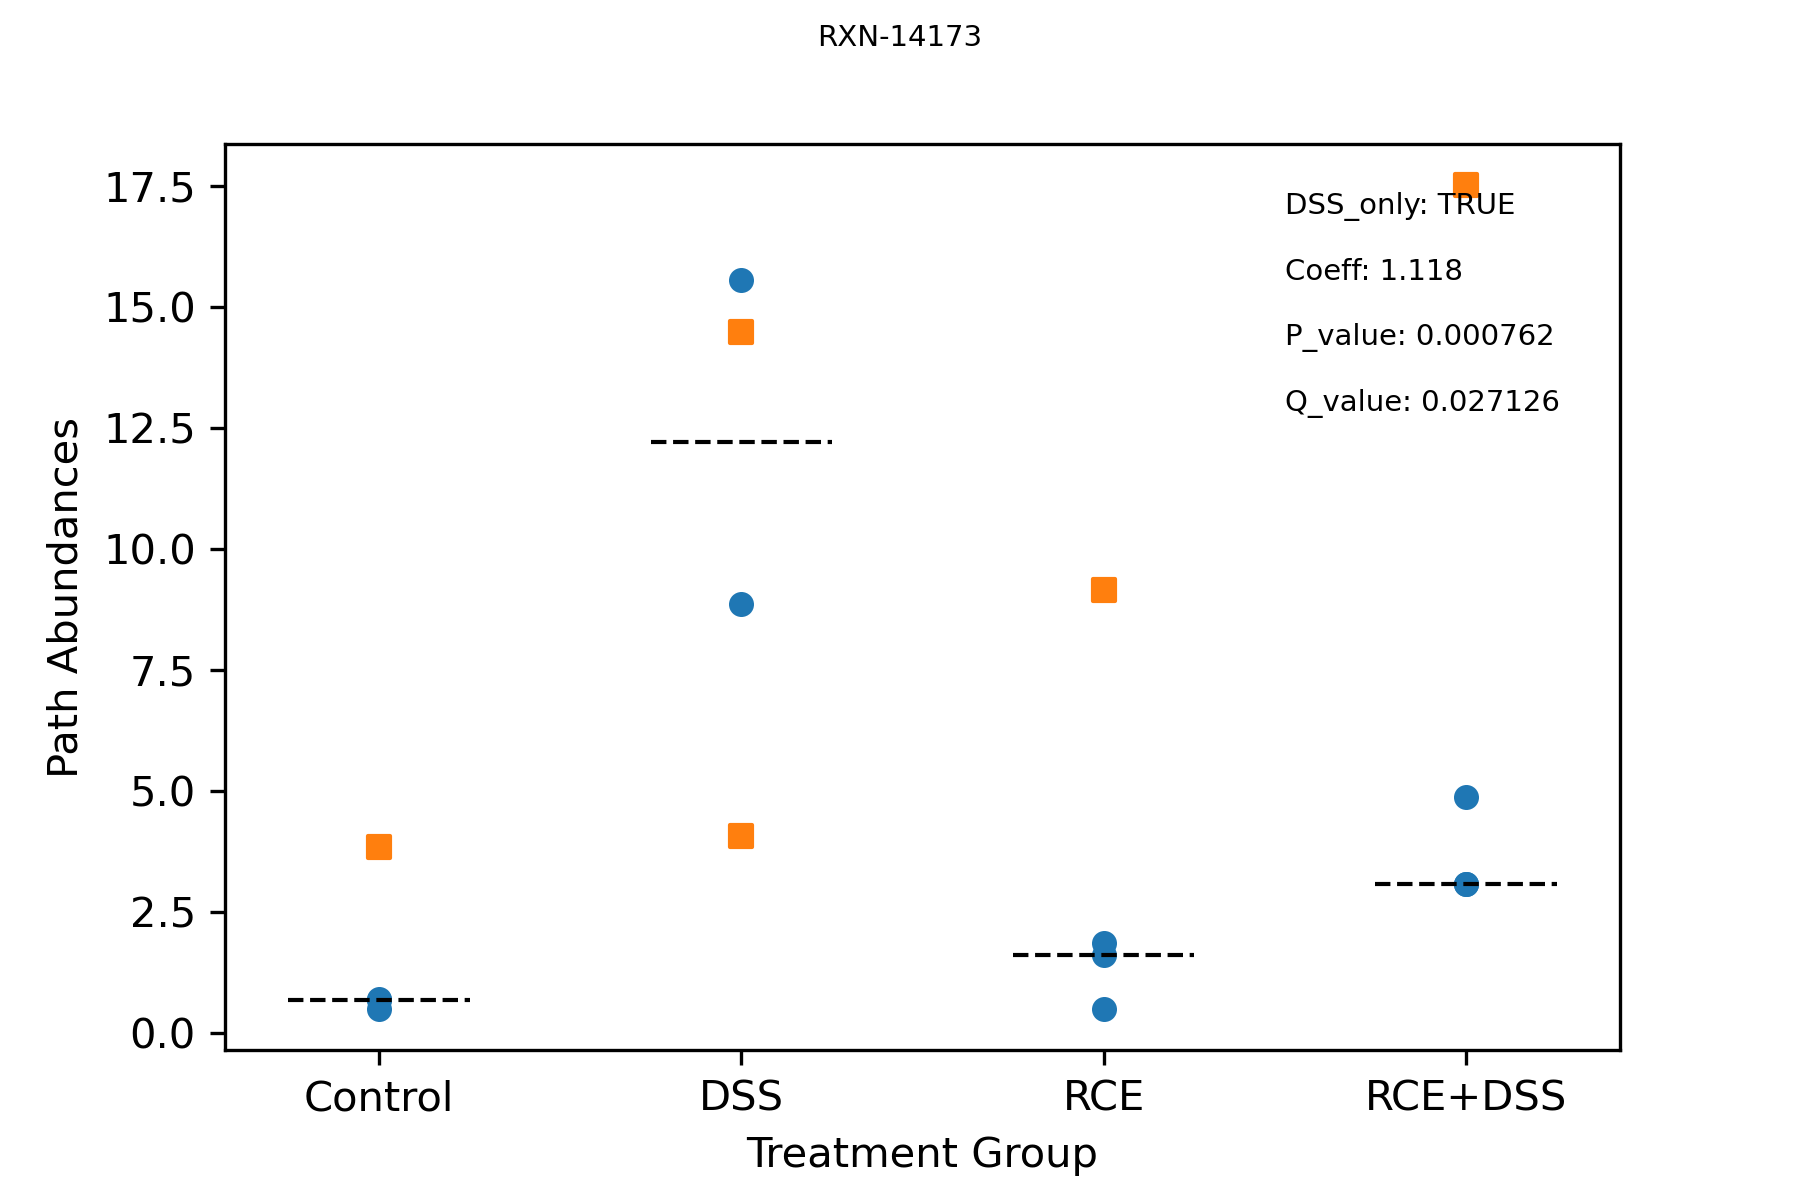 RXN-14173
17.5
15.0
12.5
10.0
7.5
5.0
2.5
0.0
Path Abundances
DSS_only: TRUE
Coeff: 1.118
P_value: 0.000762
Q_value: 0.027126
Control
DSS
RCE
RCE+DSS
Treatment Group